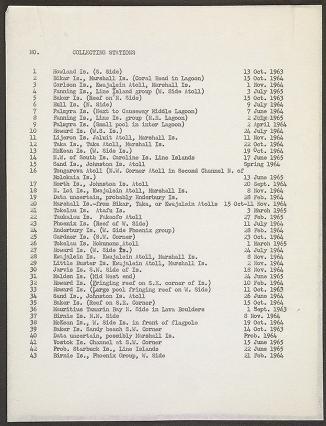 NO. COLLECTING STATIONS
1 Howland Is. (S. Side) 13 Oct. 1963
2 Bikar Is., Marshall Is. (Coral Head in Lagoon) 15 Oct. 1964
3 Carlson Is., Kwajalein Atoll, Marshall Is. 1 Nov. 1964
4 Fanning Is., Line Island group (W. Side Atoll) 3 July 1965
5 Baker Is. (Reef on N. Side) 15 Oct. 1963
6 Hull Is. (N. Side) 9 July 1964
7 Palmyra Is. (Next to Causeway Middle Lagoon) 7 June 1964
8 Fanning Is., Line Is. group (N.E. Lagoon) 2 July 1965
9 Palmyra Is. (Small pool in inter Lagoon) 2 April 1964
10 Howard Is. (W.S. Is.) 24 July 1964
11 Lijeron Is. Jaluit Atoll, Marshall Is. 11 Nov. 1964
12 Taka Is., Taka Atoll, Marshall Is. 22 Oct. 1964
13 McKean Is. (W. Side Is.) 19 Oct. 1963
14 N.W. of South Is. Caroline Is. Line Islands 17 June 1965
15 Sand Is., Johnston Is. Atoll Spring 1964
16 Tongareva Atoll (N.W. Corner Atoll in Second Channel N. of
Kolokaia Is.) 13 June 1965
17 North Is., Johnston Atoll 20 Sept. 1964
18 E. Loi Is., Kwajalein Atoll, Marshall Is. 8 Nov. 1964
19 Data uncertain, probably Enderbury Is. 28 Feb. 1964
20 Marshall Is.—from Bikar, Taka, or Kwajalein Atolls 15 Oct-11 Nov. 1964
21 Tokelau Is. Atafu Is. 3 March 1965
22 Tokelau Is. Fakaofo Atoll 27 Feb. 1965
23 Phoenix Is. (Reef of W. Side) 11 July 1964
24 Enderbury Is. (W. Side Phoenix group) 28 Feb. 1964
25 Gardner Is. (N.W. Corner) 23 Oct. 1964
26 Tokelau Is. Nukunono Atoll 1 March 1965
27 Howard Is. (W. Side Is.) 24 July 1964
28 Kwajalein Is. Kwajalein Atoll, Marshall Is. 8 Nov. 1964
29 Little Buster Is. Kwajalein Atoll, Marshall Is. 2 Nov. 1964
30 Jarvis Is. S.W. Side of Is. 18 Nov. 1964
31 Malden Is. (Mid West end) 24 June 1965
32 Howard Is. (Fringing reef on S.E. corner of Is.) 10 Feb. 1964
33 Howard Is. (Large pool fringing reef on W. Side) 11 Oct. 1963
34 Sand Is., Johnston Is. Atoll 26 June 1964
35 Baker Is. (Reef on S.E. Corner) 15 Oct. 1964
36 Mauritius Tamarin Bay N. Side in Lava Boulders 1 Sept. 1963
37 Birnie Is. N.W. Side 8 Nov. 1964
38 McKean Is., W. Side Is. in front of flagpole 19 Oct. 1964
39 Baker Is. Sandy beach S.W. Corner 14 Oct. 1963
40 Data uncertain, possibly Marshall Is. Prob. 1964
41 Vostok Is. Channel at S.W. Corner 15 June 1965
42 Prob. Starbuck Is., Line Islands 22 June 1965
43 Birnie Is., Phoenix Group, W. Side 21 Feb. 1964